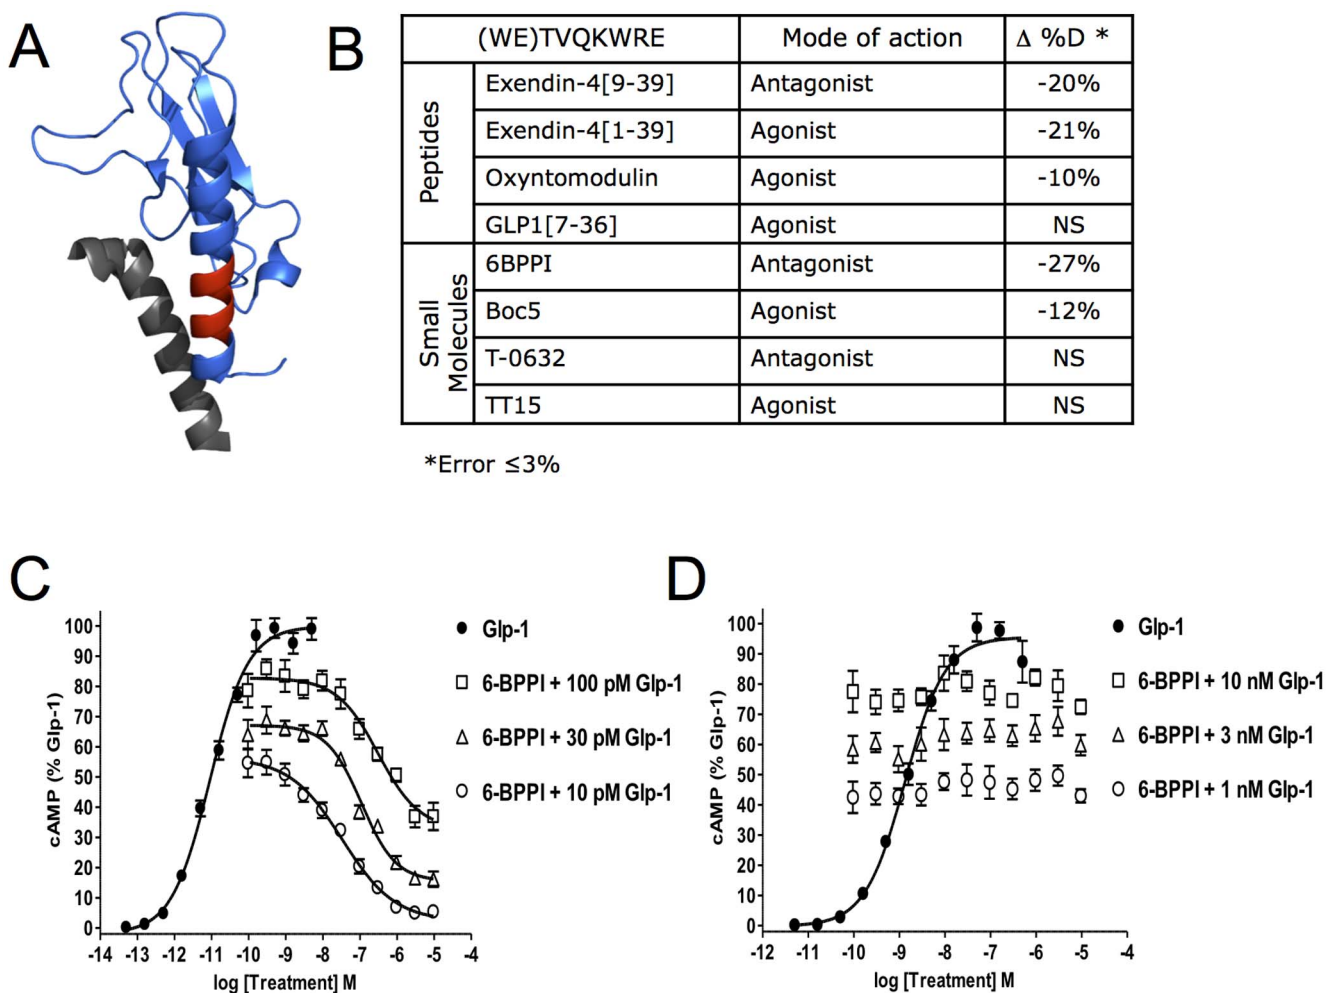 A
B
(WE)TVQKWRE Mode of action Δ %D *
Peptides
Exendin-4[9-39] Antagonist -20%
Exendin-4[1-39] Agonist -21%
Oxyntomodulin Agonist -10%
GLP1[7-36] Agonist NS
Small
Molecules
6BPPI Antagonist -27%
Boc5 Agonist -12%
T-0632 Antagonist NS
TT15 Agonist NS
*Error ≤3%
C
cAMP (% Glp-1)
100
90
80
70
60
50
40
30
20
10
0
-14 -13 -12 -11 -10 -9 -8 -7 -6 -5 -4
log [Treatment] M
Glp-1
6-BPPI + 100 pM Glp-1
6-BPPI + 30 pM Glp-1
6-BPPI + 10 pM Glp-1
D
cAMP (% Glp-1)
100
90
80
70
60
50
40
30
20
10
0
-12 -11 -10 -9 -8 -7 -6 -5 -4
log [Treatment] M
Glp-1
6-BPPI + 10 nM Glp-1
6-BPPI + 3 nM Glp-1
6-BPPI + 1 nM Glp-1